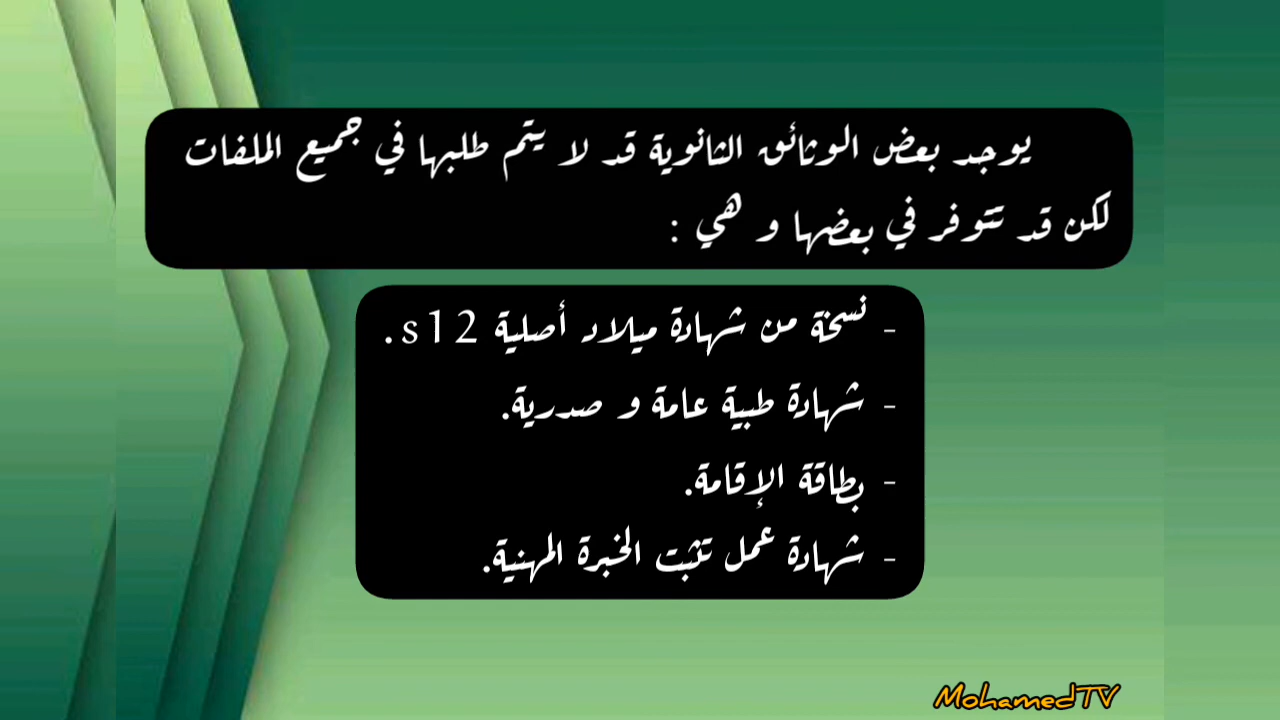 يوجد بعض الوثائق الثانوية قد لا يتم طلبها في جميع الملفات
لكن قد تتوفر في بعضها و هي :
- نسخة من شهادة ميلاد أصلية s12.
- شهادة طبية عامة و صدرية.
- بطاقة الإقامة.
- شهادة عمل تثبت الخبرة المهنية.
MohamedTV